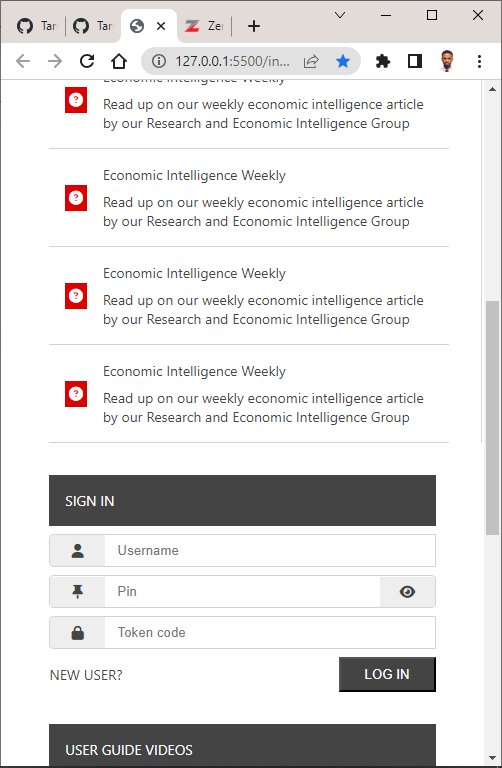 Tar
Tar
Zer
127.0.0.1:5500/in...
Economic Intelligence Weekly
Read up on our weekly economic intelligence article
by our Research and Economic Intelligence Group
Economic Intelligence Weekly
Read up on our weekly economic intelligence article
by our Research and Economic Intelligence Group
Economic Intelligence Weekly
Read up on our weekly economic intelligence article
by our Research and Economic Intelligence Group
Economic Intelligence Weekly
Read up on our weekly economic intelligence article
by our Research and Economic Intelligence Group
SIGN IN
Username
Pin
Token code
NEW USER? LOG IN
USER GUIDE VIDEOS